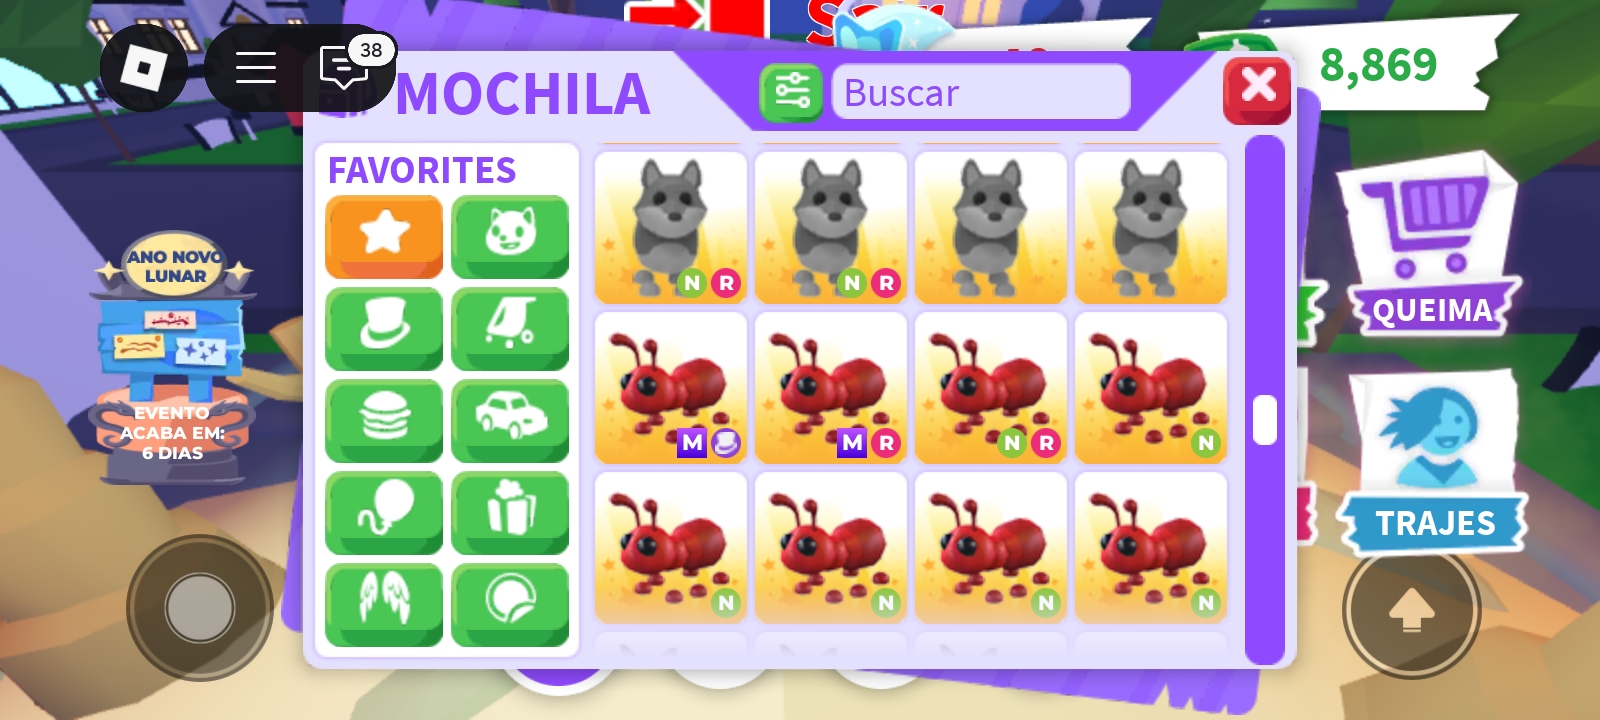 38
8,869
MOCHILA
Buscar
FAVORITES
N R
N R
ANO NOVO
LUNAR
QUEIMA
M
M R
N R
N
EVENTO
ACABA EM:
6 DIAS
TRAJES
N
N
N
N